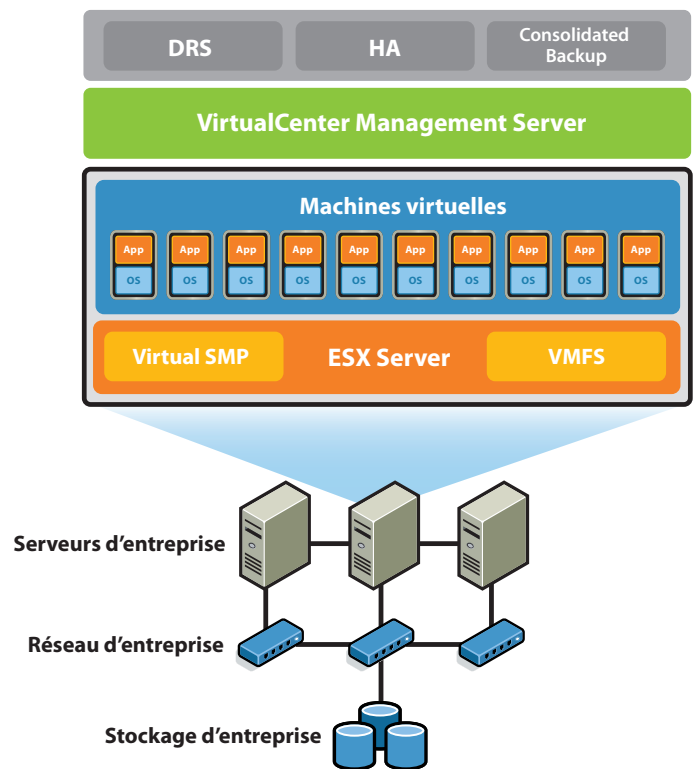 DRS
HA
Consolidated
Backup
VirtualCenter Management Server
Machines virtuelles
App App App App App App App App App App
OS OS OS OS OS OS OS OS OS OS
Virtual SMP
ESX Server
VMFS
Serveurs d’entreprise
Réseau d’entreprise
Stockage d’entreprise